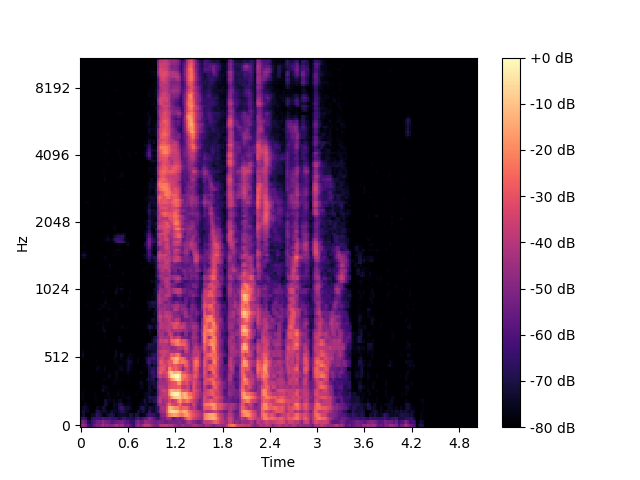 +0 dB
8192
-10 dB
4096
-20 dB
-30 dB
2048
Hz
-40 dB
1024
-50 dB
-60 dB
512
-70 dB
0
-80 dB
0 0.6 1.2 1.8 2.4 3 3.6 4.2 4.8
Time